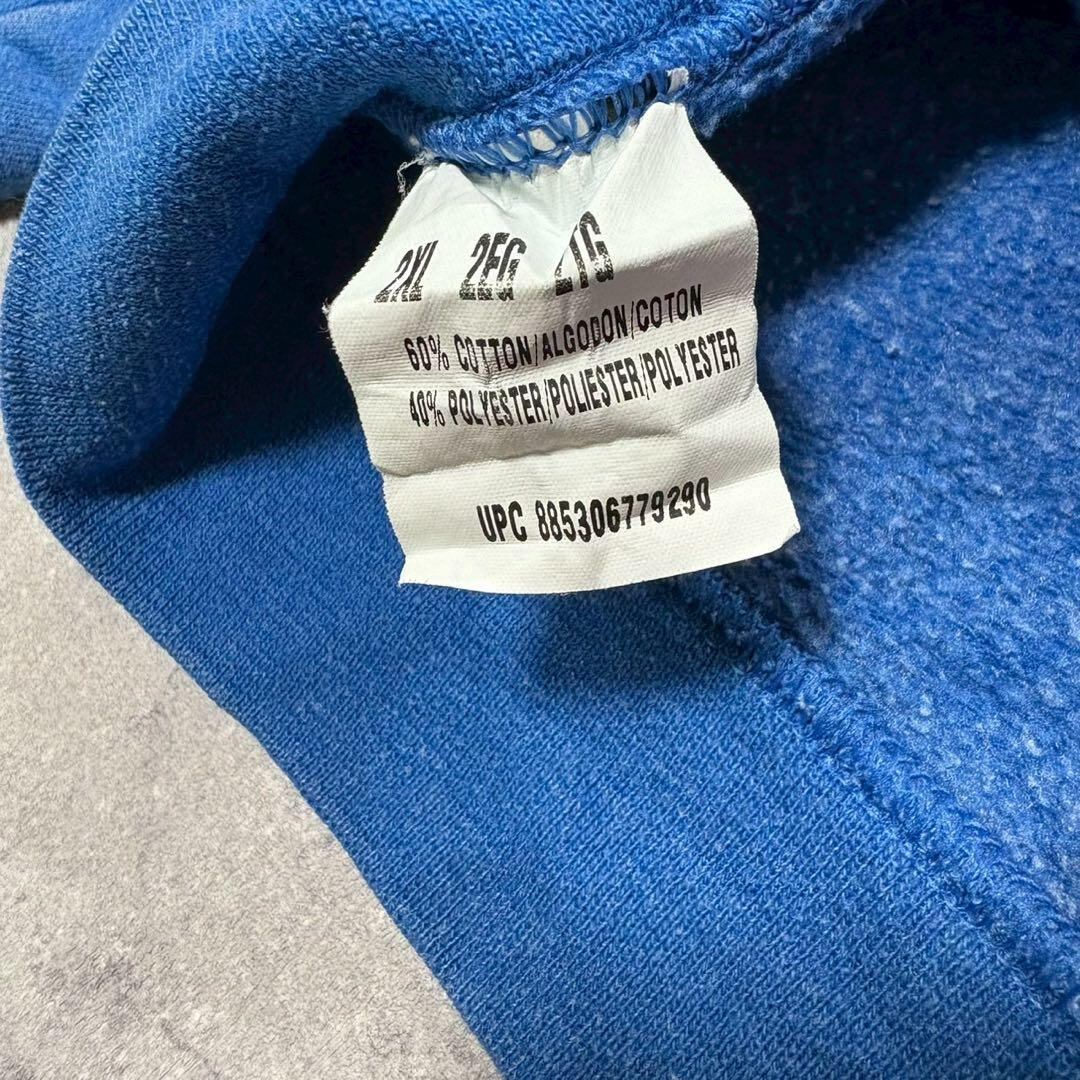 2XL 2EG 2TG
60% COTTON/ALGODON/COTON
40% POLYESTER/POLIESTER/POLYESTER
UPC 885306779290